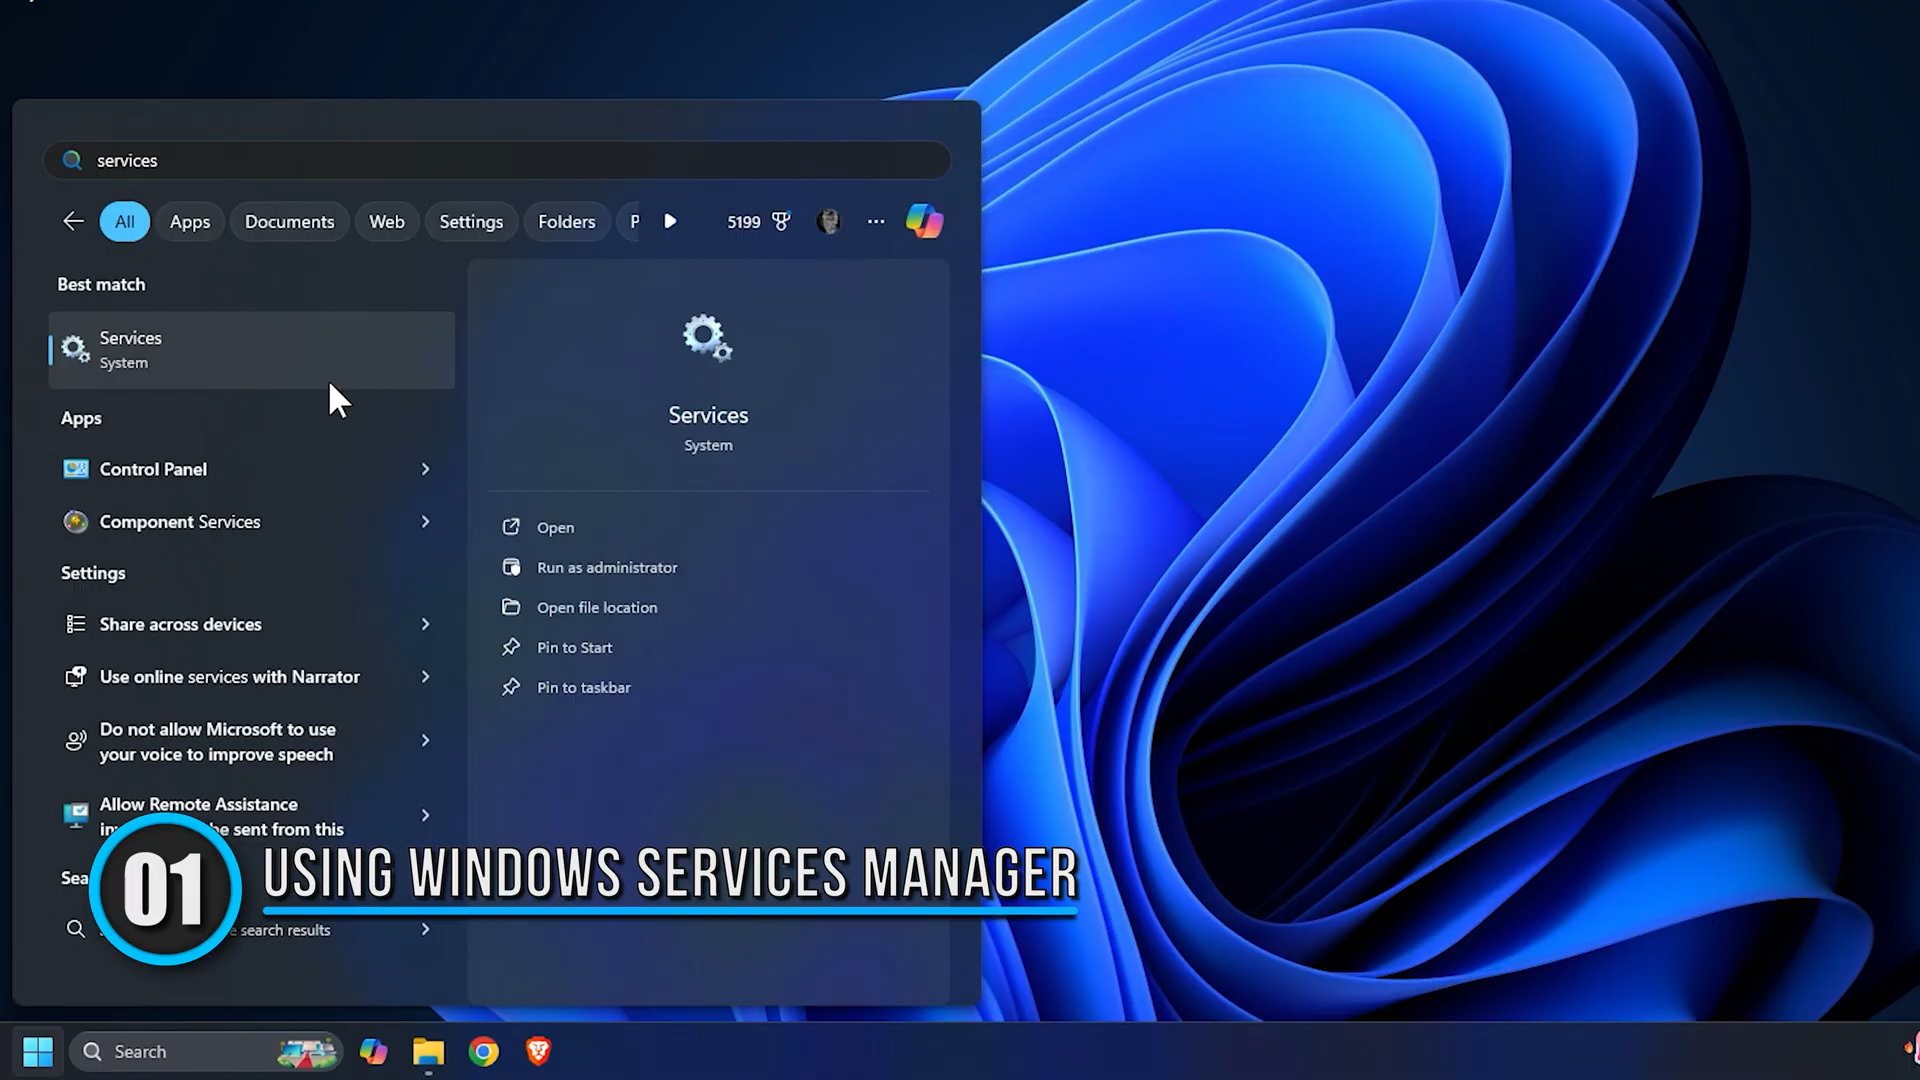 services
All
Apps
Documents
Web
Settings
Folders
P
5199
Best match
Services
System
Apps
Control Panel
Component Services
Settings
Share across devices
Use online services with Narrator
Do not allow Microsoft to use
your voice to improve speech
Allow Remote Assistance
be sent from this
Services
System
Open
Run as administrator
Open file location
Pin to Start
Pin to taskbar
01
USING WINDOWS SERVICES MANAGER
search results
Search